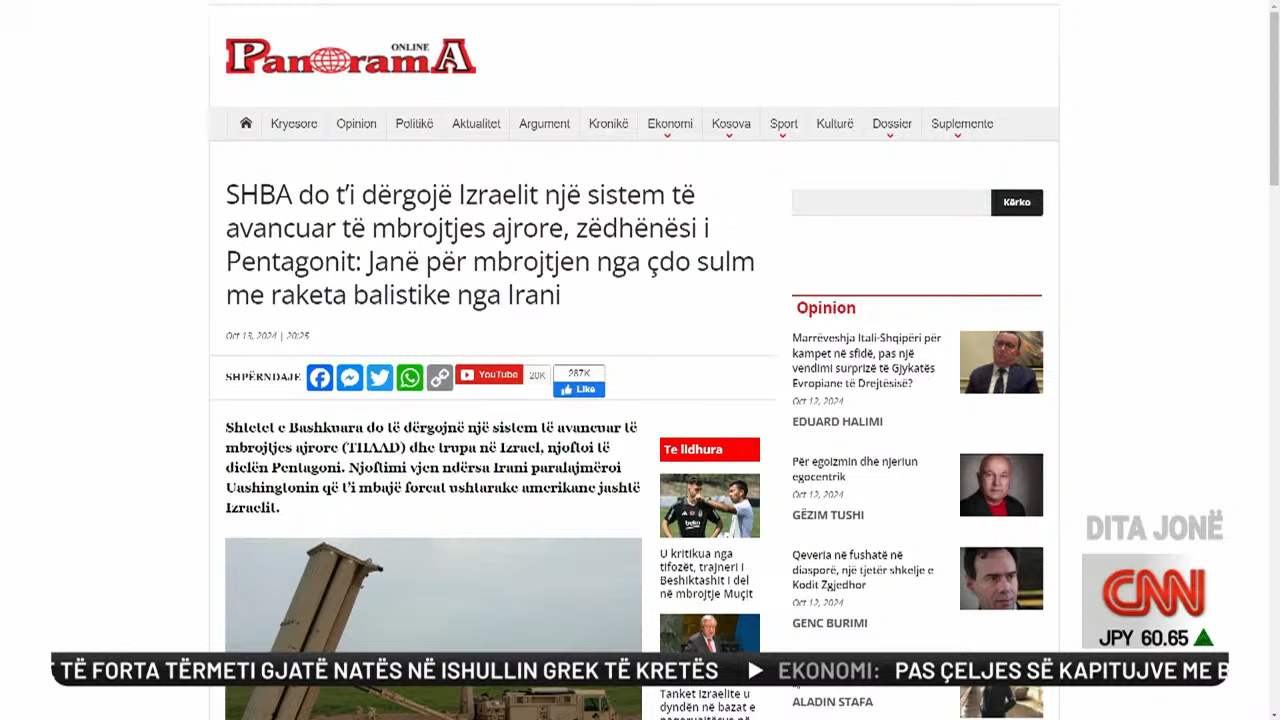 PanoramA
ONLINE
Kryesore Opinion Politikë Aktualitet Argument Kronikë Ekonomi Kosova Sport Kulturë Dossier Suplemente
SHBA do t’i dërgojë Izraelit një sistem të
avancuar të mbrojtjes ajrore, zëdhënësi i
Pentagonit: Janë për mbrojtjen nga çdo sulm
me raketa balistike nga Irani
Oct 13, 2024 | 20:25
SHPËRNDAJE
YouTube 20K
287K
Like
Shtetet e Bashkuara do të dërgojnë një sistem të avancuar të
mbrojtjes ajrore (THAAD) dhe trupa në Izrael, njoftoi të
dielën Pentagoni. Njoftimi vjen ndërsa Irani paralajmëroi
Uashingtonin që t’i mbajë forcat ushtarake amerikane jashtë
Izraelit.
Te lidhura
U kritikua nga
tifozët, trajneri i
Beshiktashit i del
në mbrojtje Muçit
Tanket izraelite u
dyndën në bazat e
Kërko
Opinion
Marrëveshja Itali-Shqipëri për
kampet në sfidë, pas një
vendimi surprizë të Gjykatës
Evropiane të Drejtësisë?
Oct 12, 2024
EDUARD HALIMI
Për egoizmin dhe njeriun
egocentrik
Oct 12, 2024
GËZIM TUSHI
Qeveria në fushatë në
diasporë, një tjetër shkelje e
Kodit Zgjedhor
Oct 12, 2024
GENC BURIMI
ALADIN STAFA
DITA JONË
CNN
JPY 60.65
TË FORTA TËRMETI GJATË NATËS NË ISHULLIN GREK TË KRETËS EKONOMI: PAS ÇELJES SË KAPITUJVE ME